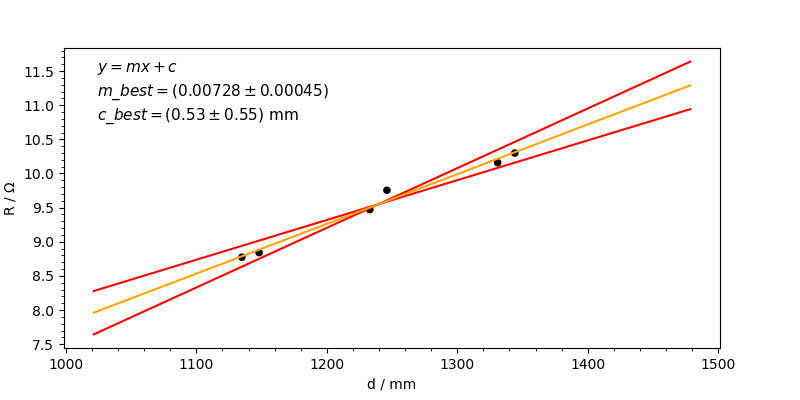 y = mx + c
m_best = (0.00728 ± 0.00045)
c_best = (0.53 ± 0.55) mm
R / Ω
11.5
11.0
10.5
10.0
9.5
9.0
8.5
8.0
7.5
1000 1100 1200 1300 1400 1500
d / mm